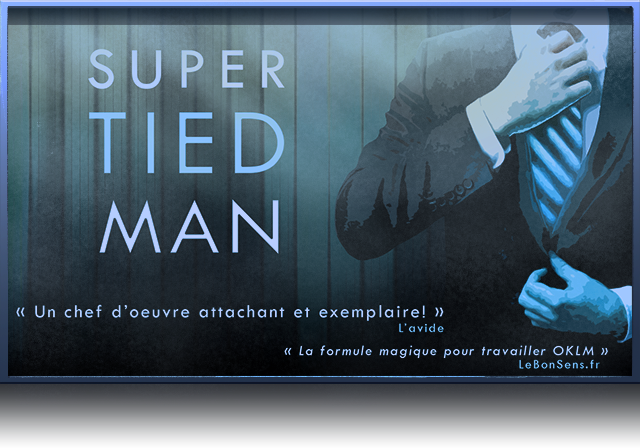 SUPER
TIED
MAN
« Un chef d'oeuvre attachant et exemplaire! »
L'avide
« La formule magique pour travailler OKLM »
LeBonSens.fr